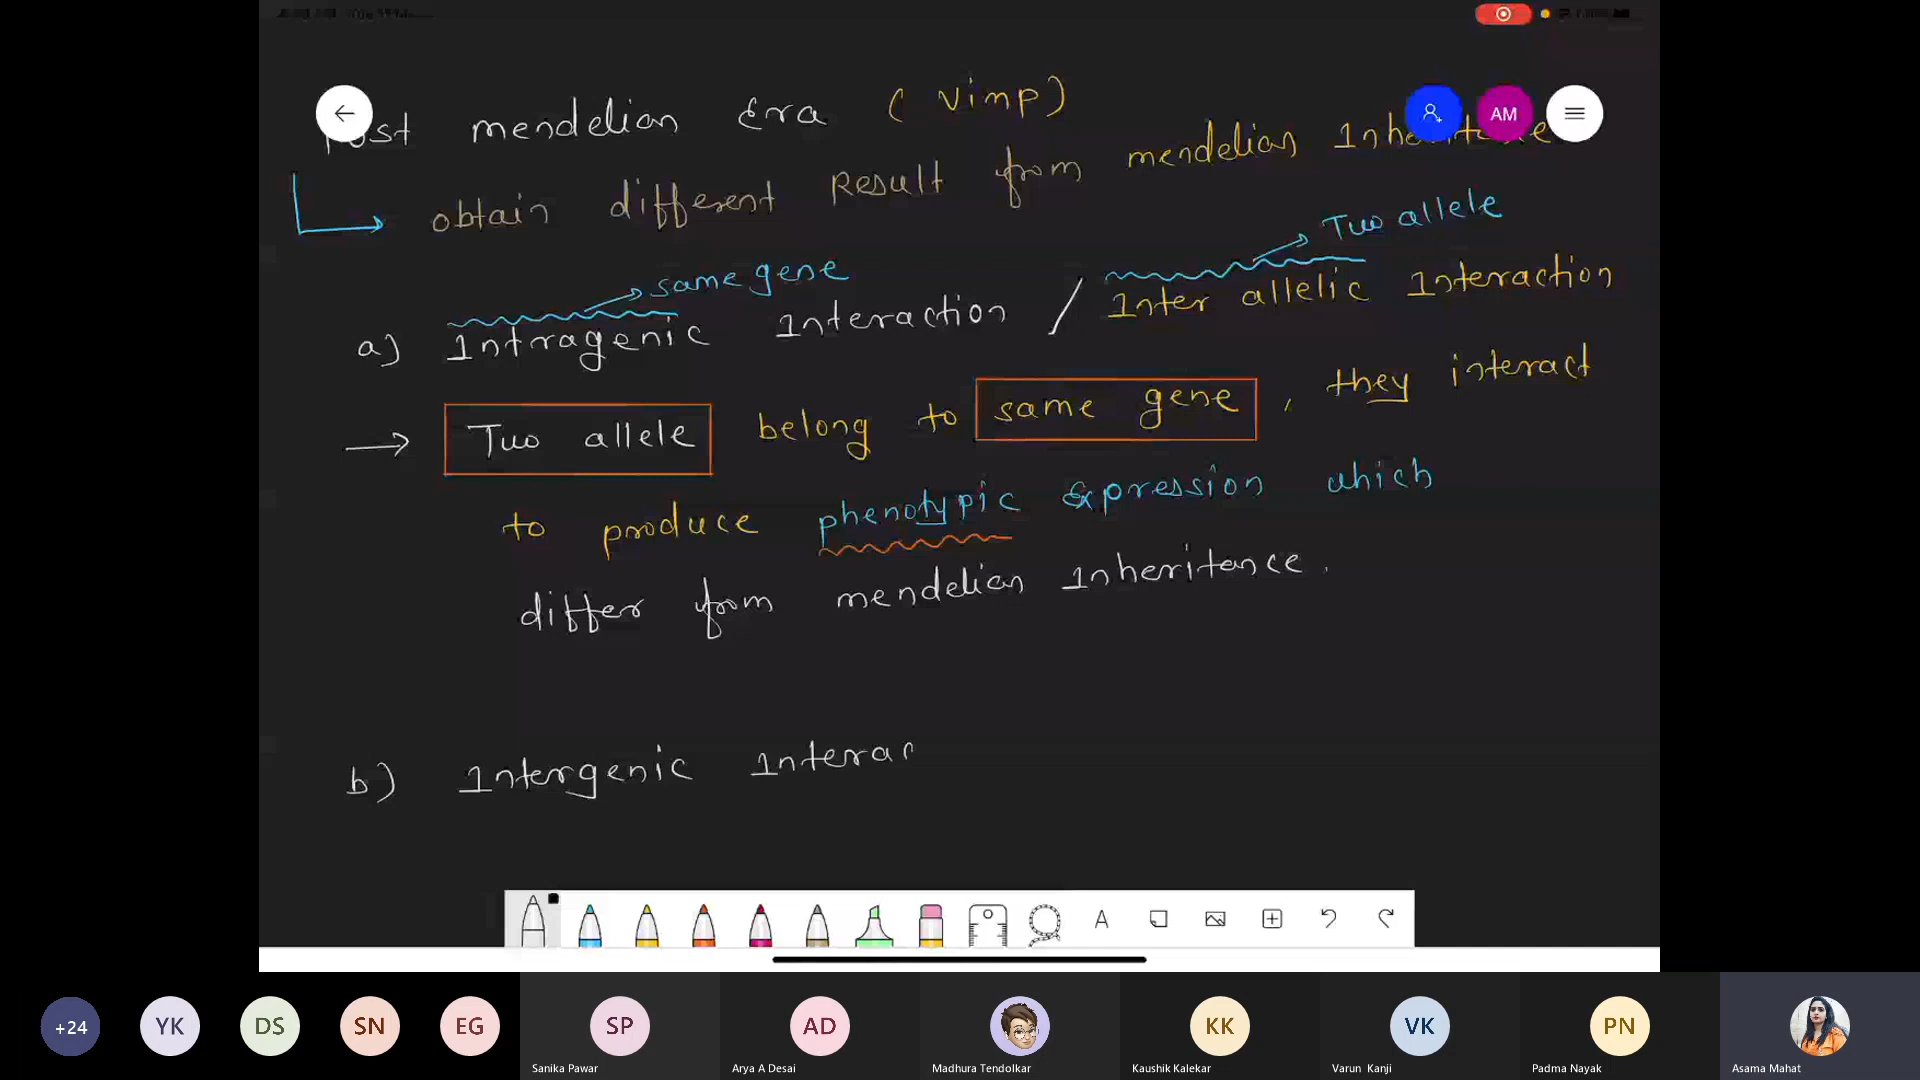 Post mendelian Era ( Vimp)
obtain different Result from mendelian
same gene
Two allele
a) Intragenic Interaction / Inter allelic Interaction
→ Two allele belong to same gene , they interact
to produce phenotypic Expression which
differ from mendelian Inheritance .
b) Intergenic Intera
AM
A
+24
YK
DS
SN
EG
SP
AD
KK
VK
PN
Sanika Pawar
Arya A Desai
Madhura Tendolkar
Kaushik Kalekar
Varun Kanji
Padma Nayak
Asama Mahat